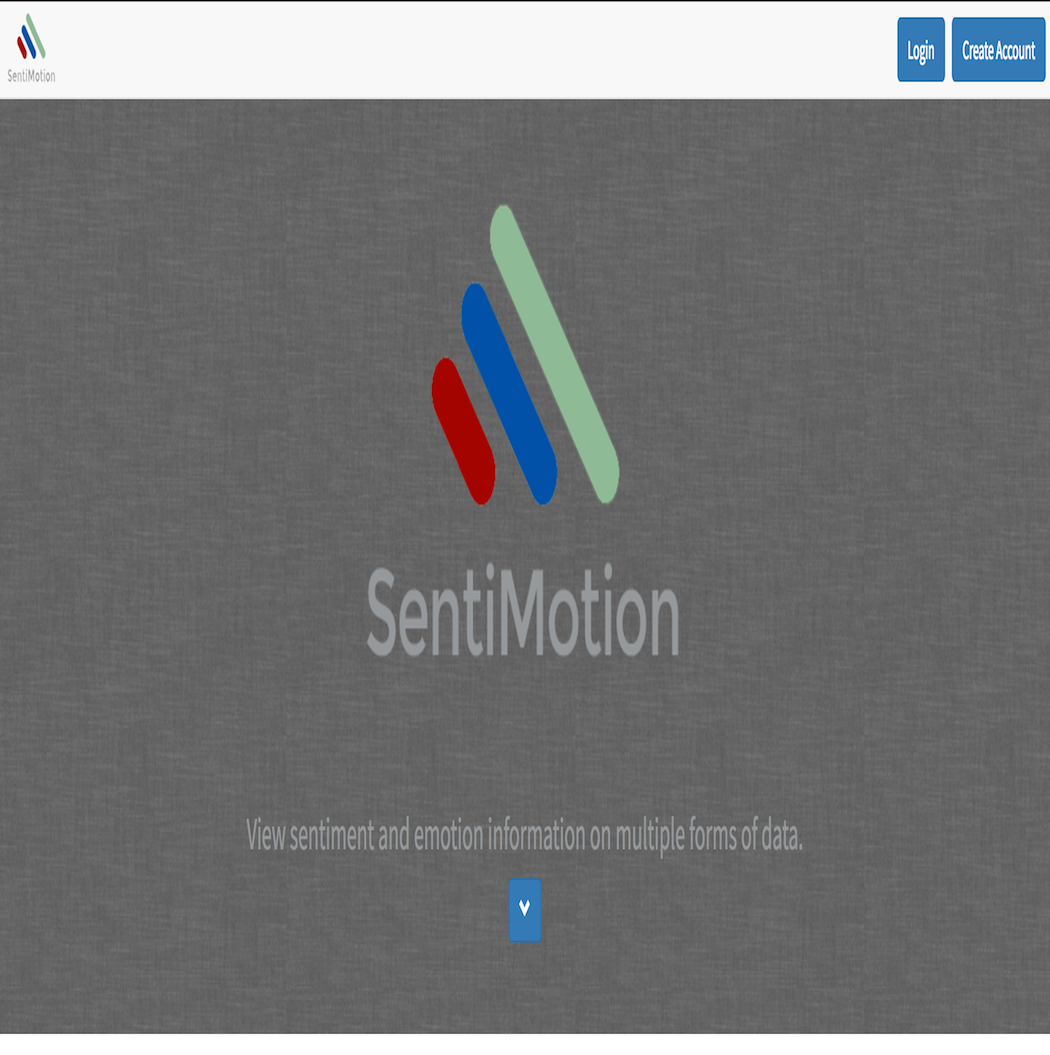 SentiMotion
Login
Create Account
SentiMotion
View sentiment and emotion information on multiple forms of data.